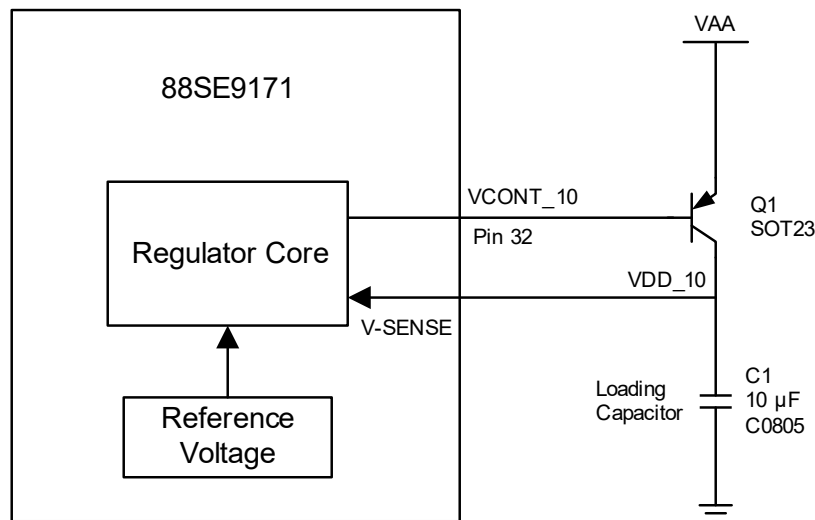 VAA
88SE9171
VCONT_10
Pin 32
Q1
SOT23
Regulator Core
VDD_10
V-SENSE
Reference
Voltage
Loading
Capacitor
C1
10 µF
C0805